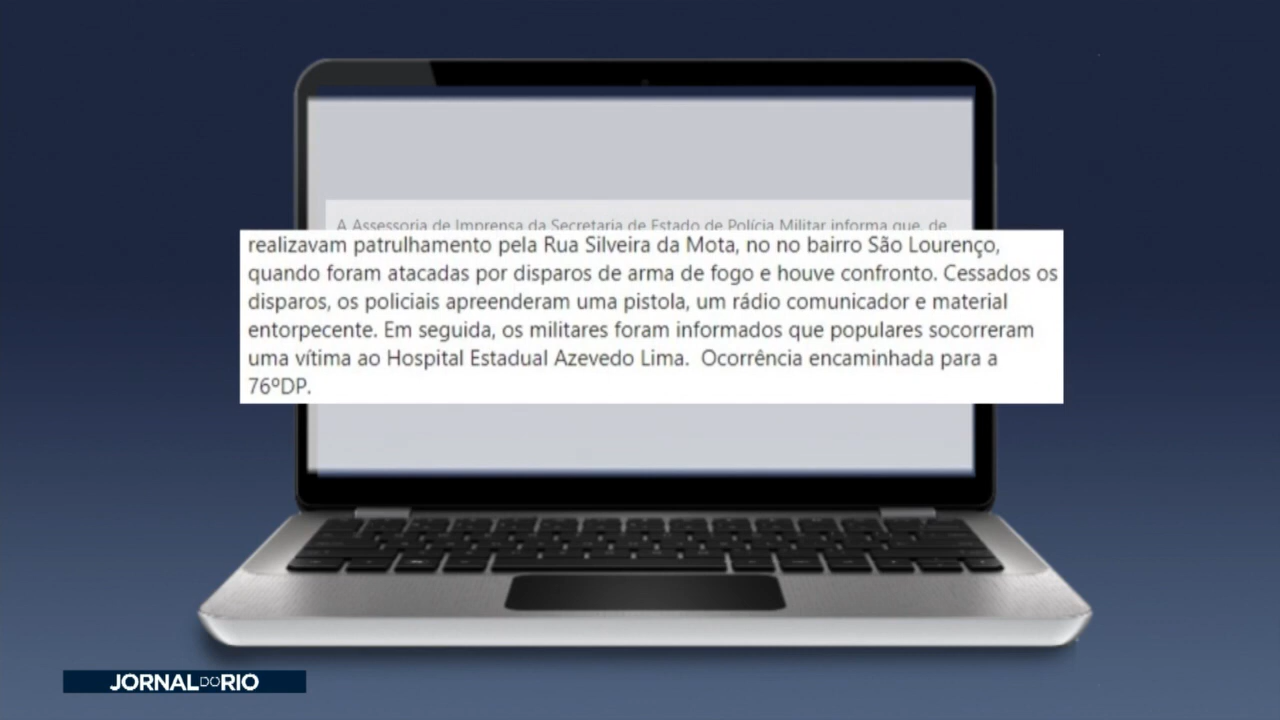 A Assessoria de Imprensa da Secretaria de Estado de Polícia Militar informa que, de
realizavam patrulhamento pela Rua Silveira da Mota, no no bairro São Lourenço,
quando foram atacadas por disparos de arma de fogo e houve confronto. Cessados os
disparos, os policiais apreenderam uma pistola, um rádio comunicador e material
entorpecente. Em seguida, os militares foram informados que populares socorreram
uma vítima ao Hospital Estadual Azevedo Lima. Ocorrência encaminhada para a
76ºDP.
JORNAL DO RIO